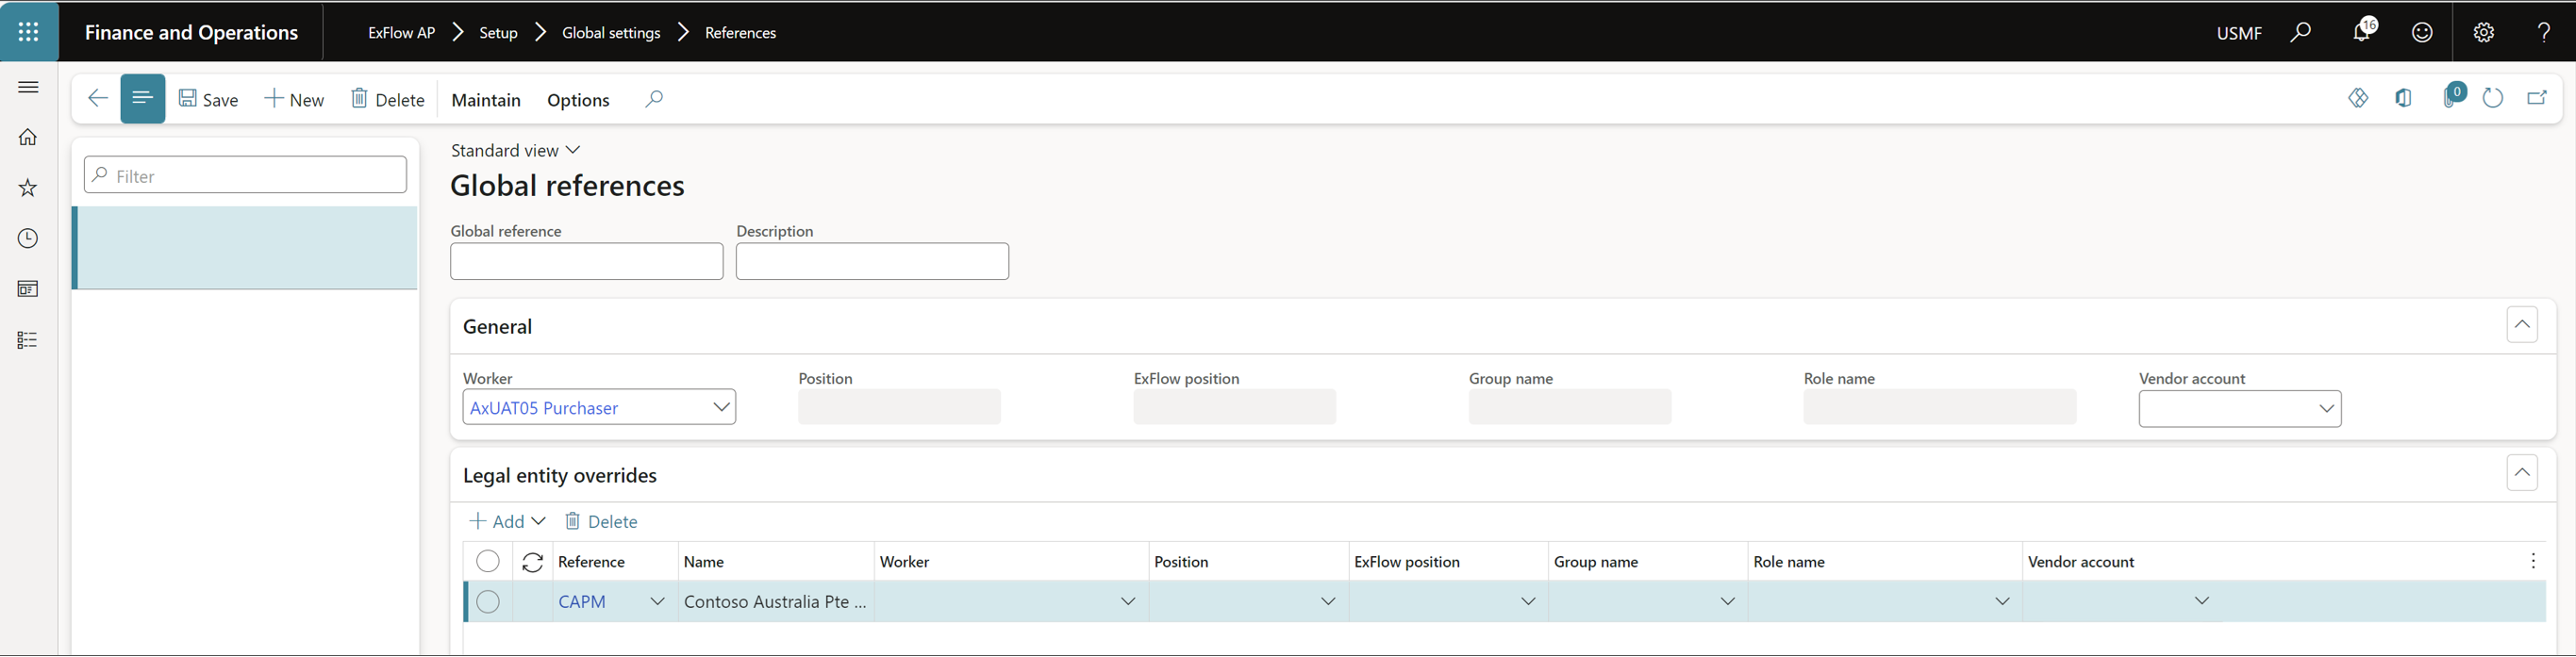 Finance and Operations
ExFlow AP > Setup > Global settings > References
USMF
16
Save
New
Delete
Maintain
Options
0
Filter
Standard view
Global references
Global reference
Description
General
Worker
Position
ExFlow position
Group name
Role name
Vendor account
AxUAT05 Purchaser
Legal entity overrides
Add
Delete
Reference
Name
Worker
Position
ExFlow position
Group name
Role name
Vendor account
CAPM
Contoso Australia Pte ...